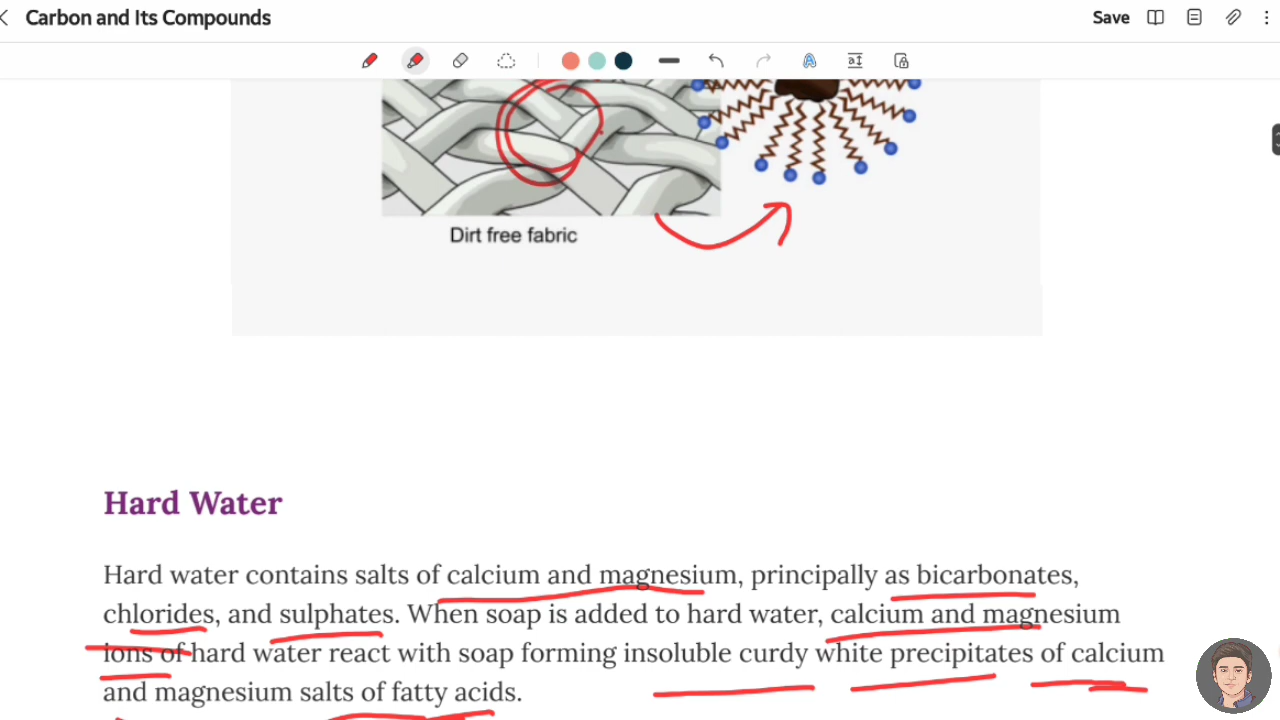 Carbon and Its Compounds
Save
Dirt free fabric
Hard Water
Hard water contains salts of calcium and magnesium, principally as bicarbonates,
chlorides, and sulphates. When soap is added to hard water, calcium and magnesium
ions of hard water react with soap forming insoluble curdy white precipitates of calcium
and magnesium salts of fatty acids.